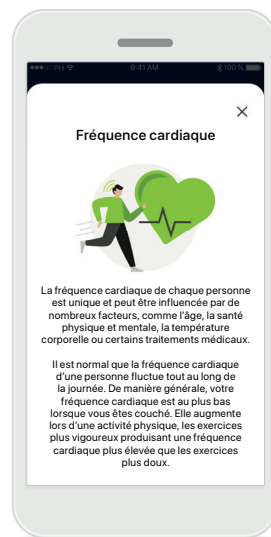 PH 9:41 AM 100 %
Fréquence cardiaque
La fréquence cardiaque de chaque personne
est unique et peut être influencée par de
nombreux facteurs, comme l'âge, la santé
physique et mentale, la température
corporelle ou certains traitements médicaux.
Il est normal que la fréquence cardiaque
d'une personne fluctue tout au long de
la journée. De manière générale, votre
fréquence cardiaque est au plus bas
lorsque vous êtes couché. Elle augmente
lors d'une activité physique, les exercices
plus vigoureux produisant une fréquence
cardiaque plus élevée que les exercices
plus doux.